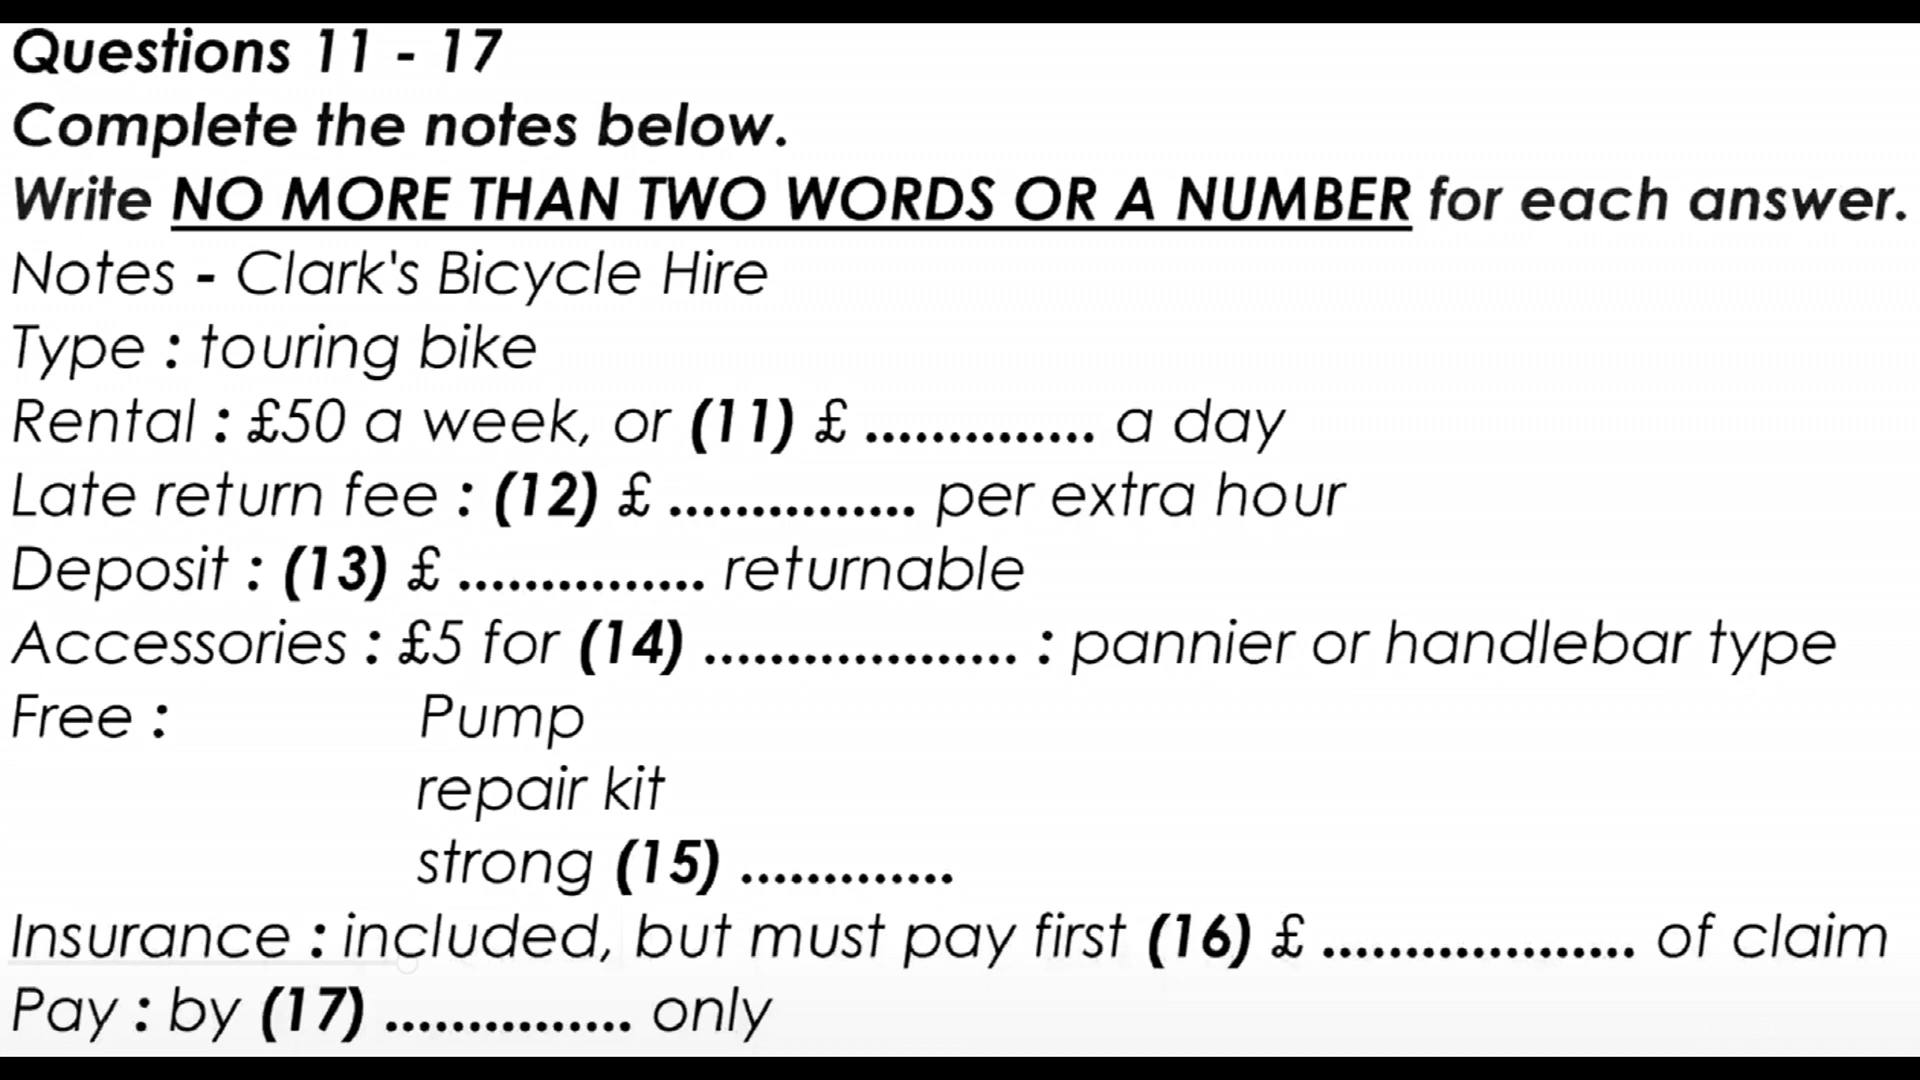 Questions 11 - 17
Complete the notes below.
Write NO MORE THAN TWO WORDS OR A NUMBER for each answer.
Notes - Clark's Bicycle Hire
Type : touring bike
Rental : £50 a week, or (11) £ .............. a day
Late return fee : (12) £ ............... per extra hour
Deposit : (13) £ ............... returnable
Accessories : £5 for (14) ................... : pannier or handlebar type
Free : Pump
repair kit
strong (15) .............
Insurance : included, but must pay first (16) £ ................... of claim
Pay : by (17) ............... only